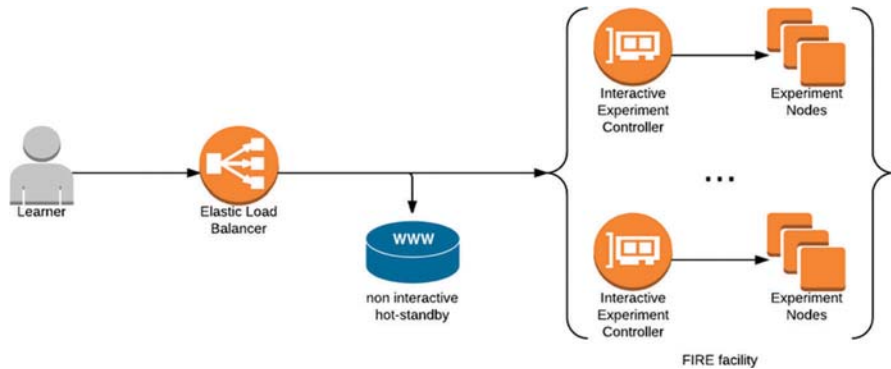 Learner
Elastic Load
Balancer
WWW
non interactive
hot-standby
Interactive
Experiment
Controller
Experiment
Nodes
...
Interactive
Experiment
Controller
Experiment
Nodes
FIRE facility